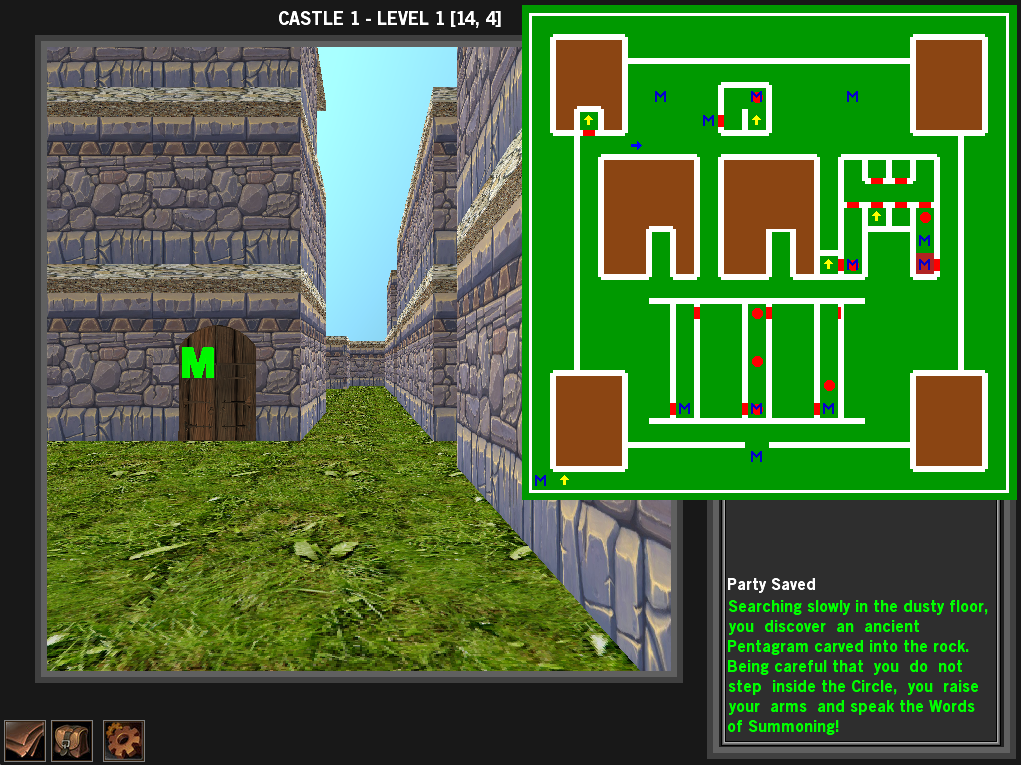 CASTLE 1 - LEVEL 1 [14, 4]
M M M
M
M
M M
M
M M M
M
M
Party Saved
Searching slowly in the dusty floor,
you discover an ancient
Pentagram carved into the rock.
Being careful that you do not
step inside the Circle, you raise
your arms and speak the Words
of Summoning!